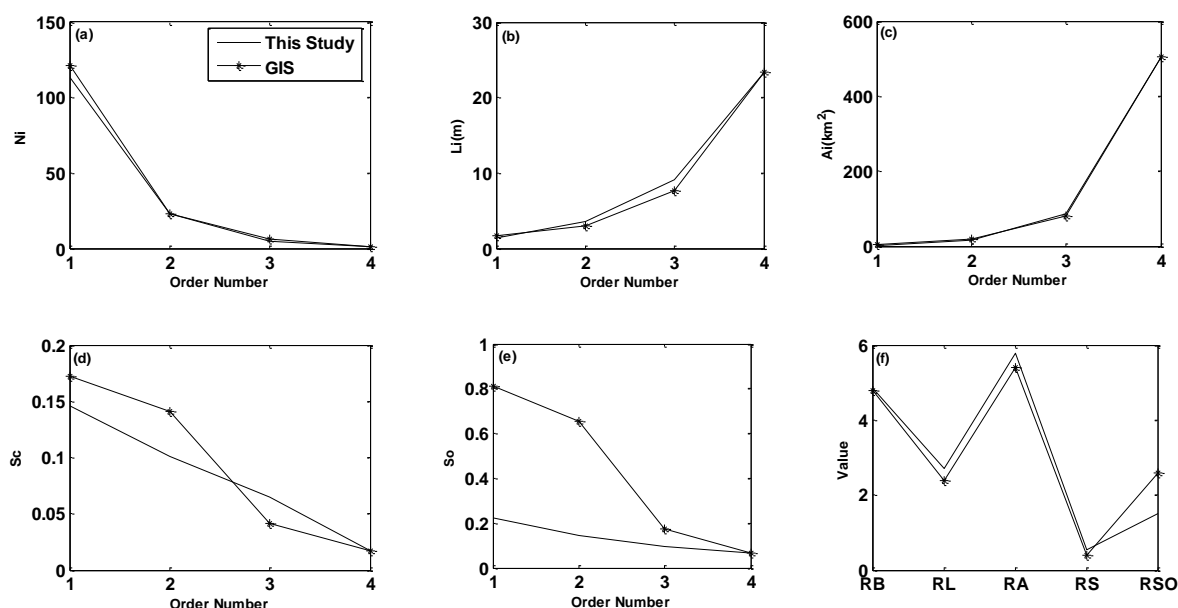 (a)
This Study
GIS
150
100
50
0
Ni
1 2 3 4
Order Number
(b)
30
20
10
0
Li(m)
1 2 3 4
Order Number
(c)
600
400
200
0
Ai(km²)
1 2 3 4
Order Number
(d)
0.2
0.15
0.1
0.05
0
Sc
1 2 3 4
Order Number
(e)
1
0.8
0.6
0.4
0.2
0
So
1 2 3 4
Order Number
(f)
6
4
2
0
Value
RB RL RA RS RSO